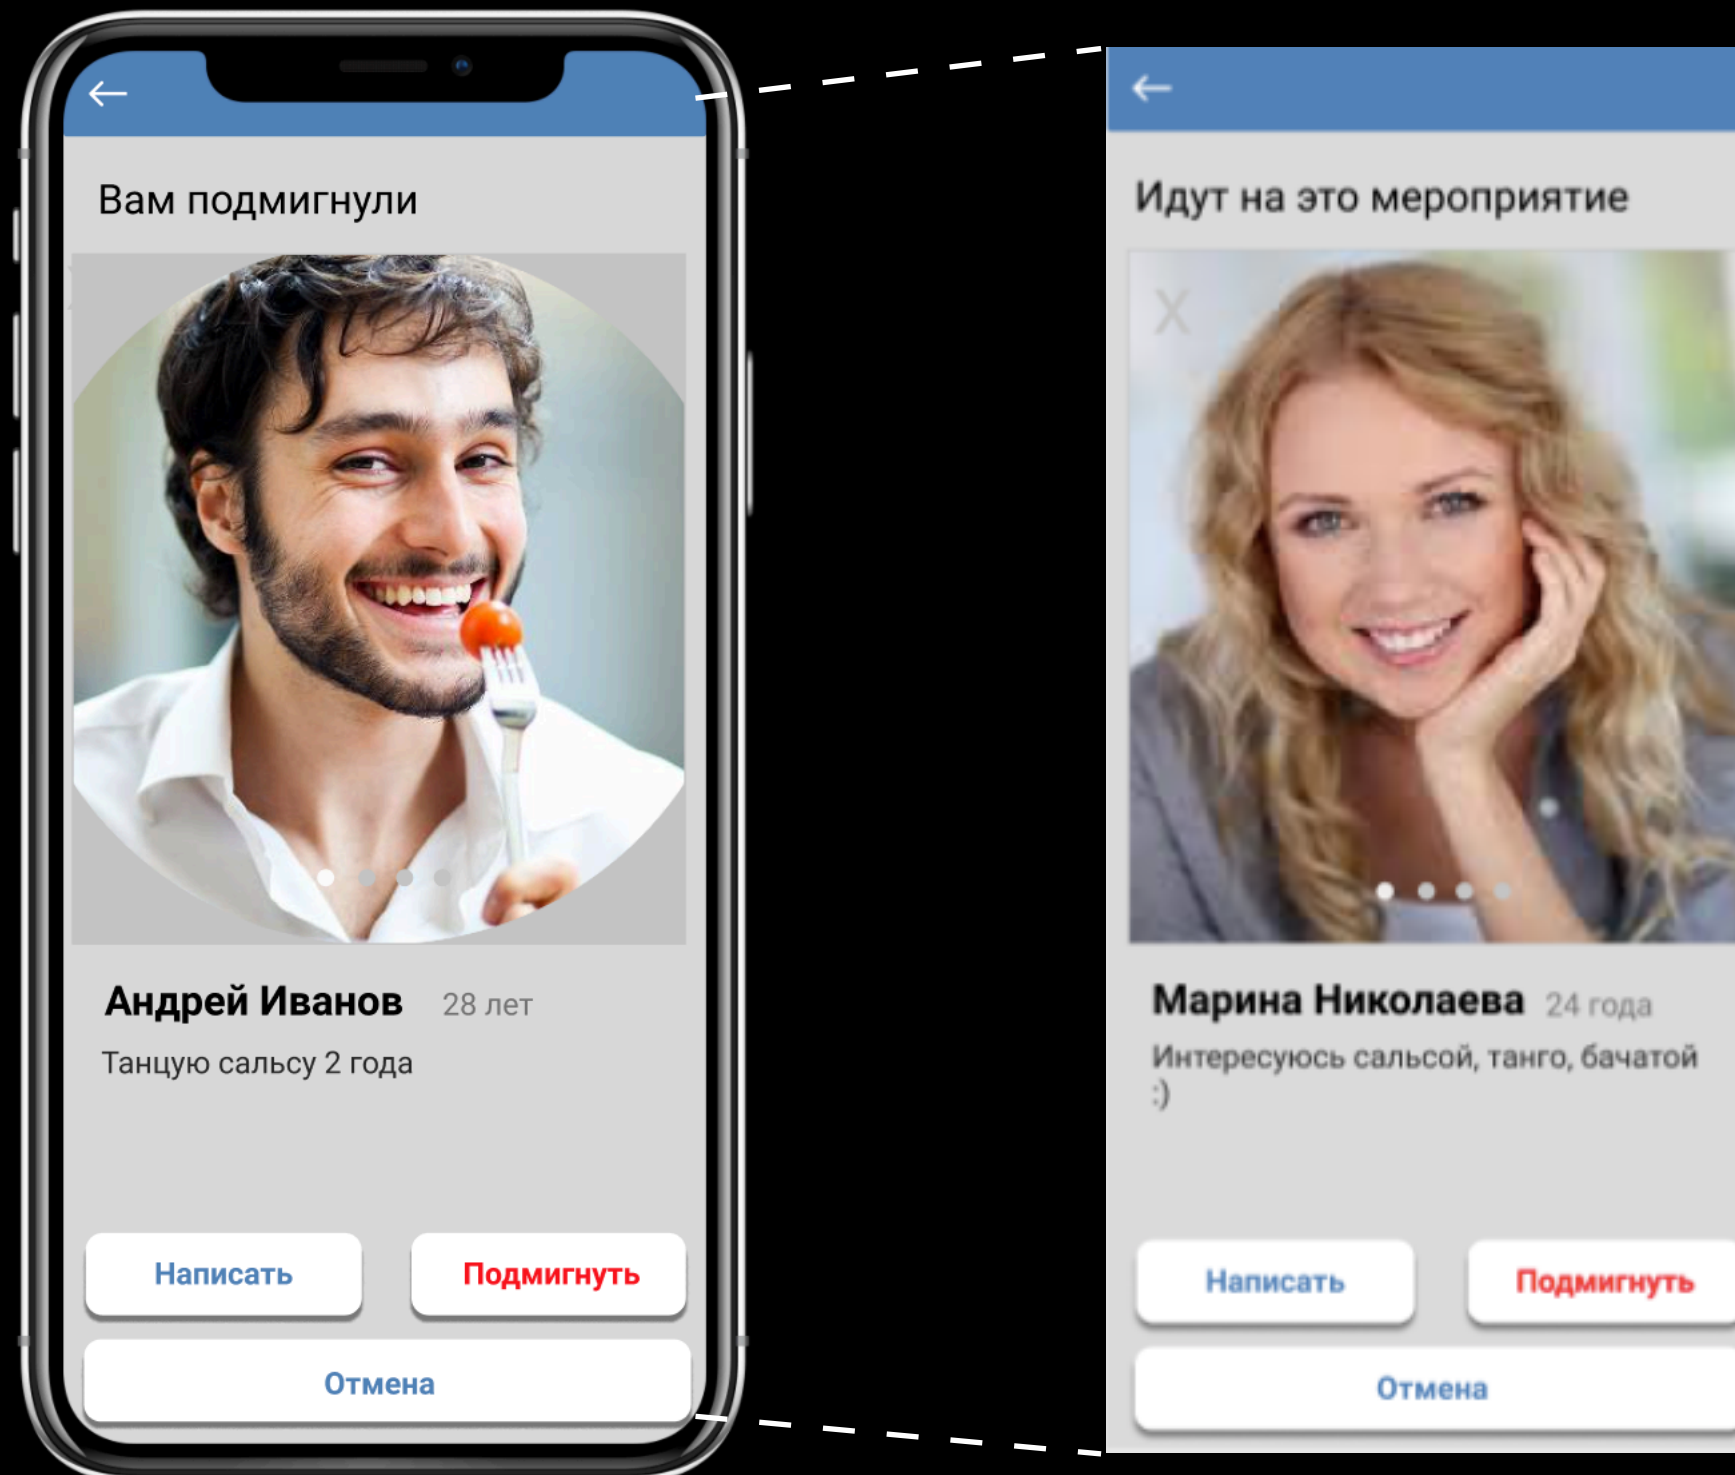 Вам подмигнули
Андрей Иванов 28 лет
Танцую сальсу 2 года
Написать Подмигнуть
Отмена
Идут на это мероприятие
X
Марина Николаева 24 года
Интересуюсь сальсой, танго, бачатой
:)
Написать Подмигнуть
Отмена